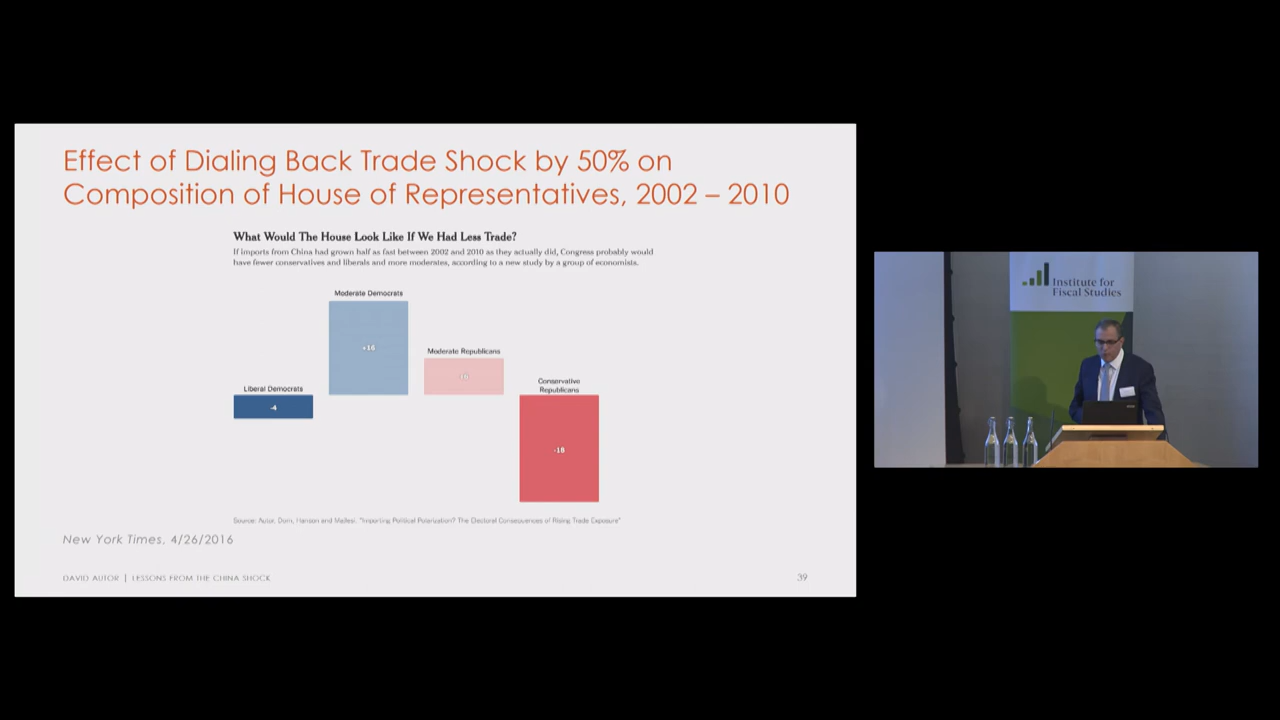 Effect of Dialing Back Trade Shock by 50% on
Composition of House of Representatives, 2002 – 2010
What Would The House Look Like If We Had Less Trade?
If imports from China had grown half as fast between 2002 and 2010 as they actually did, Congress probably would
have fewer conservatives and liberals and more moderates, according to a new study by a group of economists.
Moderate Democrats
+16
Moderate Republicans
Liberal Democrats
-4
Conservative
Republicans
-18
Source: Autor, Dorn, Hanson and Majlesi. "Importing Political Polarization? The Electoral Consequences of Rising Trade Exposure"
New York Times, 4/26/2016
DAVID AUTOR | LESSONS FROM THE CHINA SHOCK
39
Institute for
Fiscal Studies